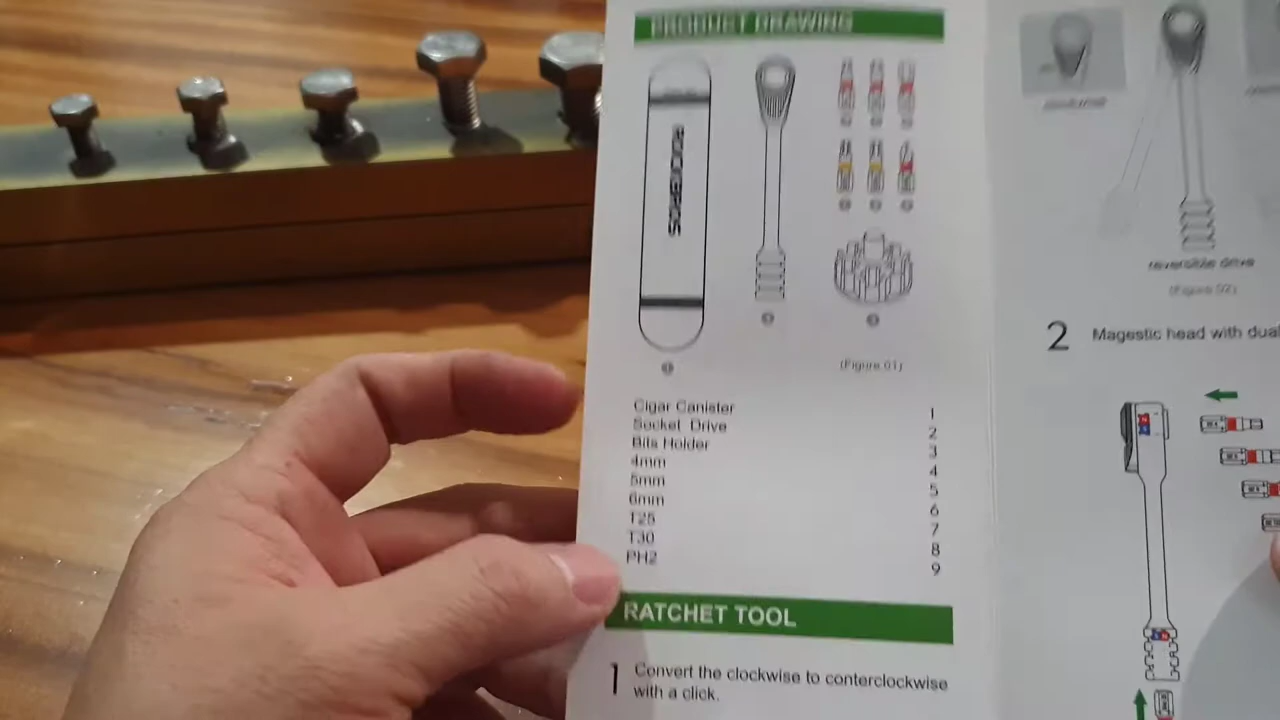 PRODUCT DRAWING
ROCKBROS
(Figure.01)
Cigar Canister 1
Socket Drive 2
Bits Holder 3
4mm 4
5mm 5
6mm 6
T25 7
T30 8
PH2 9
RATCHET TOOL
1 Convert the clockwise to conterclockwise
with a click.
reversible drive
(Figure.02)
2 Magestic head with dual